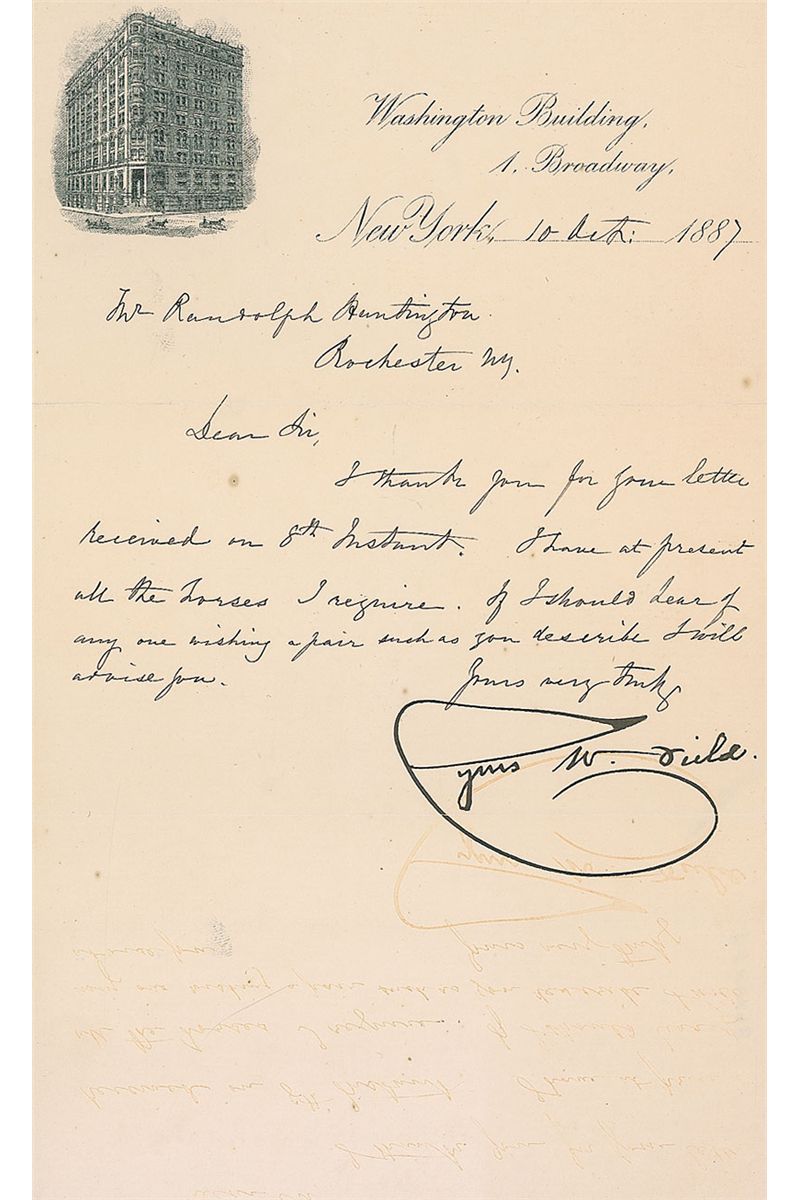 Washington Building,
1, Broadway,
New York, 10 Oct: 1887
Mr Randolph Huntington.
Rochester NY.
Dear Sir,
I thank you for your letter
received on 8th Instant. I have at present
all the horses I require. If I should hear of
any one wishing a pair such as you describe I will
advise you.
Yours very truly,
Cyrus W. Field.